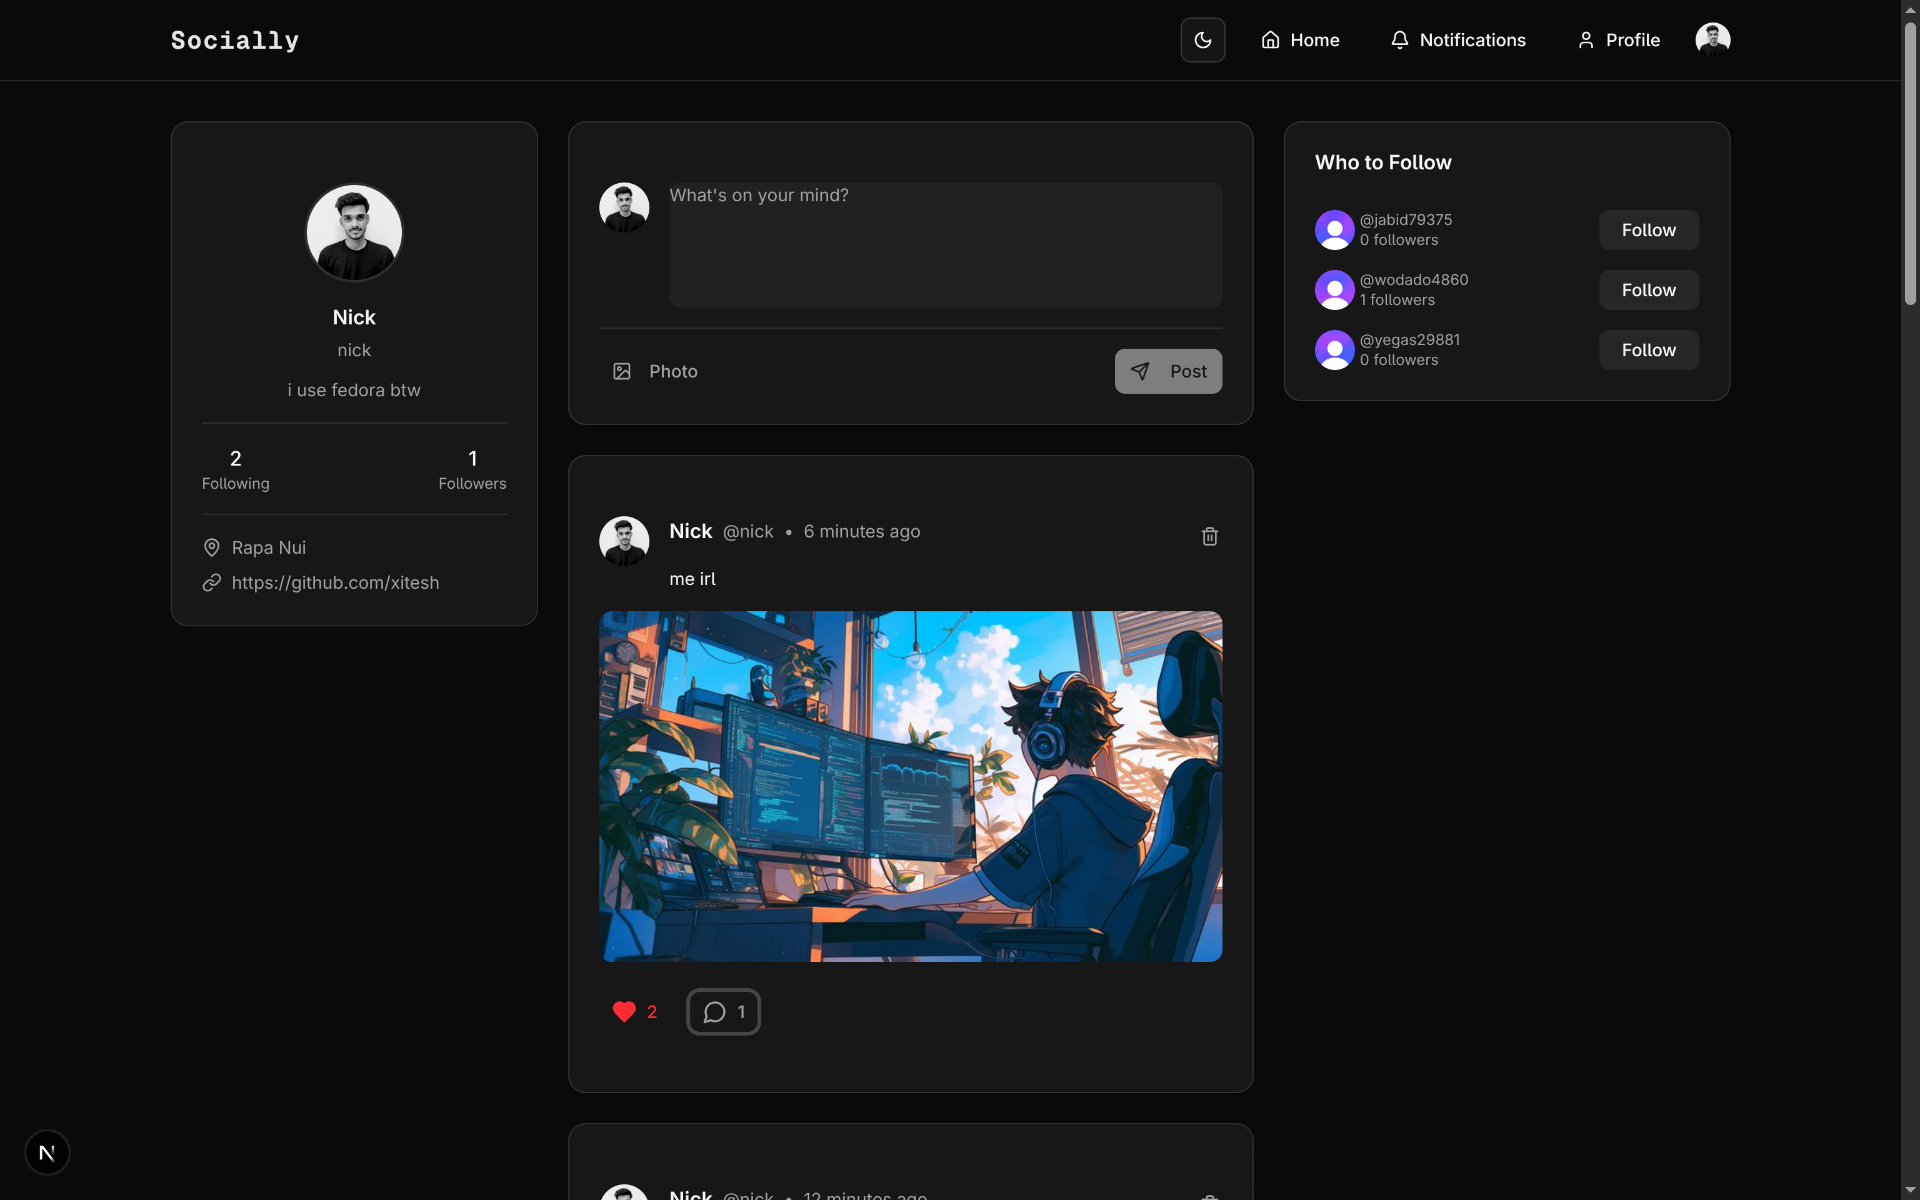 Socially
Home
Notifications
Profile
Nick
nick
i use fedora btw
2
Following
1
Followers
Rapa Nui
https://github.com/xitesh
What's on your mind?
Photo
Post
Nick @nick • 6 minutes ago
me irl
2
1
Nick @nick • 12 minutes ago
Who to Follow
@jabid79375
0 followers
Follow
@wodado4860
1 followers
Follow
@yegas29881
0 followers
Follow
N